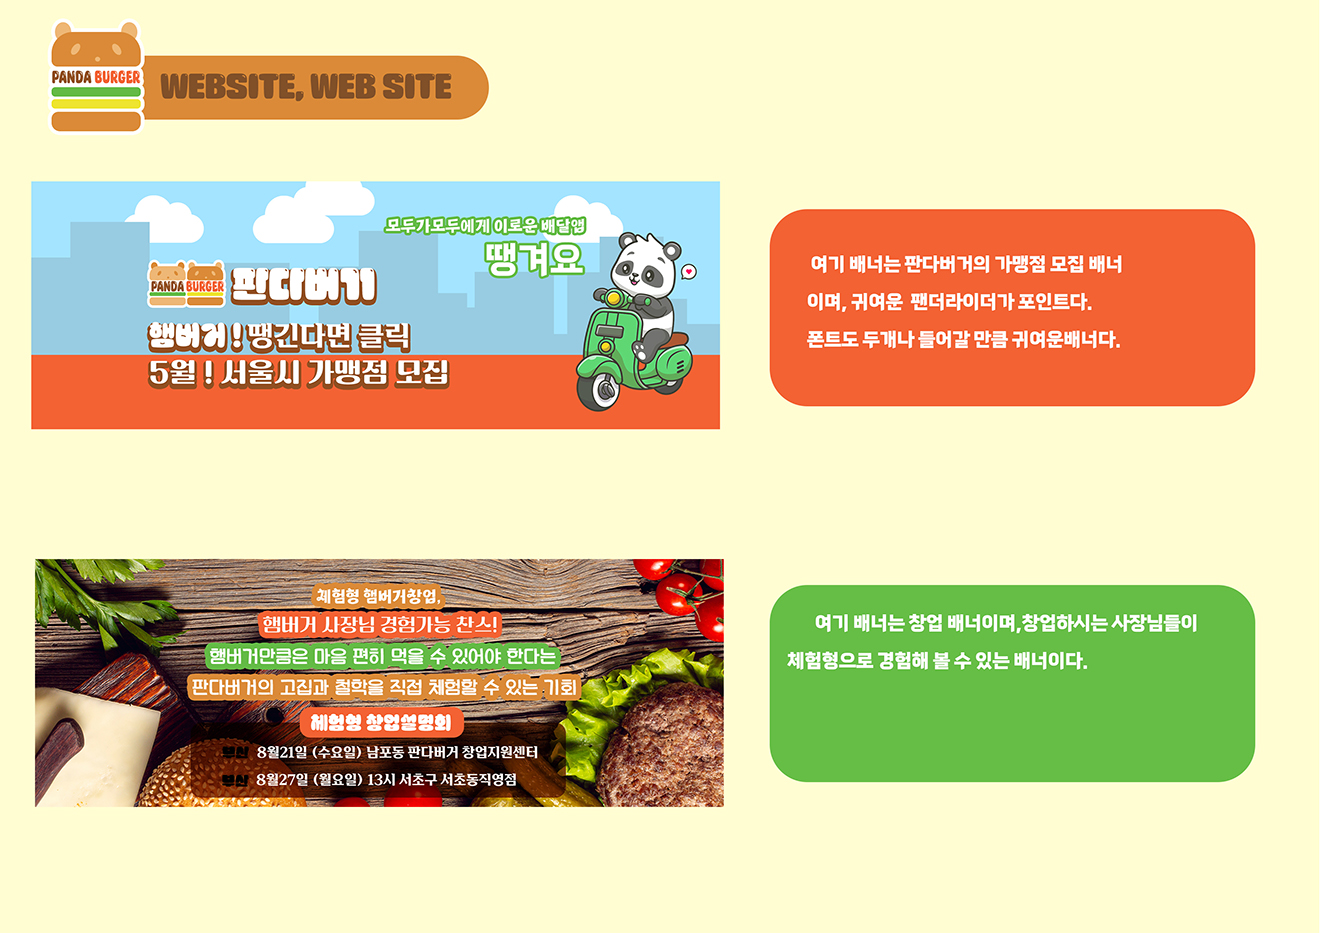 PANDA BURGER
WEBSITE, WEB SITE
모두가모두에게 이로운 배달앱
땡겨요
PANDA BURGER
판다버거
햄버거 ! 땡긴다면 클릭
5월 ! 서울시 가맹점 모집
여기 배너는 판다버거의 가맹점 모집 배너
이며, 귀여운 팬더라이더가 포인트다.
폰트도 두개나 들어갈 만큼 귀여운배너다.
체험형 햄버거창업,
햄버거 사장님 경험가능 찬스!
햄버거만큼은 마음 편히 먹을 수 있어야 한다는
판다버거의 고집과 철학을 직접 체험할 수 있는 기회
체험형 창업설명회
부산 8월21일 (수요일) 남포동 판다버거 창업지원센터
8월27일 (월요일) 13시 서초구 서초동직영점
여기 배너는 창업 배너이며,창업하시는 사장님들이
체험형으로 경험해 볼 수 있는 배너이다.